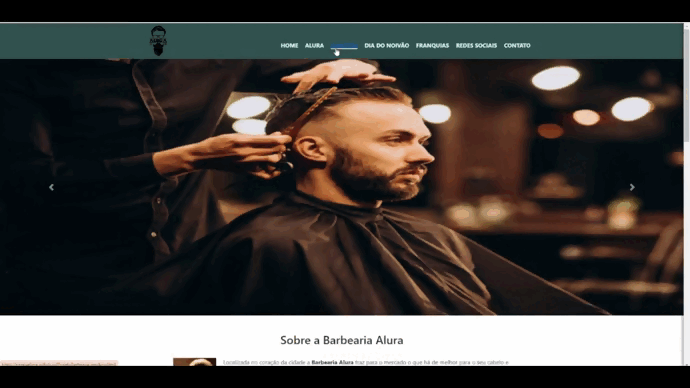 HOME ALURA DIA DO NOIVÃO FRANQUIAS REDES SOCIAIS CONTATO
Sobre a Barbearia Alura
Localizada no coração da cidade a Barbearia Alura traz para o mercado o que há de melhor para o seu cabelo e